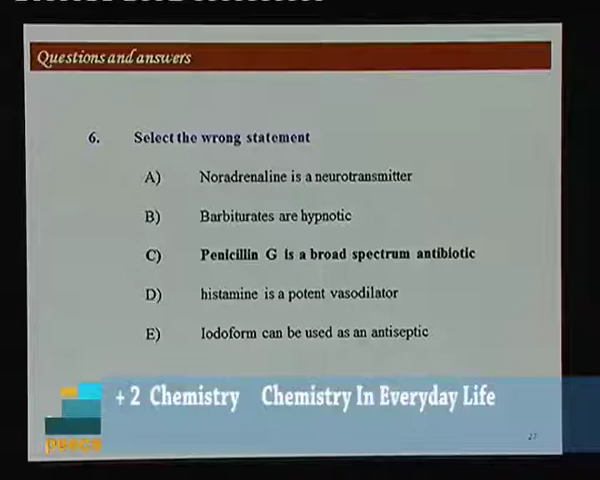 Questions and answers
6. Select the wrong statement
A) Noradrenaline is a neurotransmitter
B) Barbiturates are hypnotic
C) Penicillin G is a broad spectrum antibiotic
D) histamine is a potent vasodilator
E) Iodoform can be used as an antiseptic
+ 2 Chemistry Chemistry In Everyday Life
27